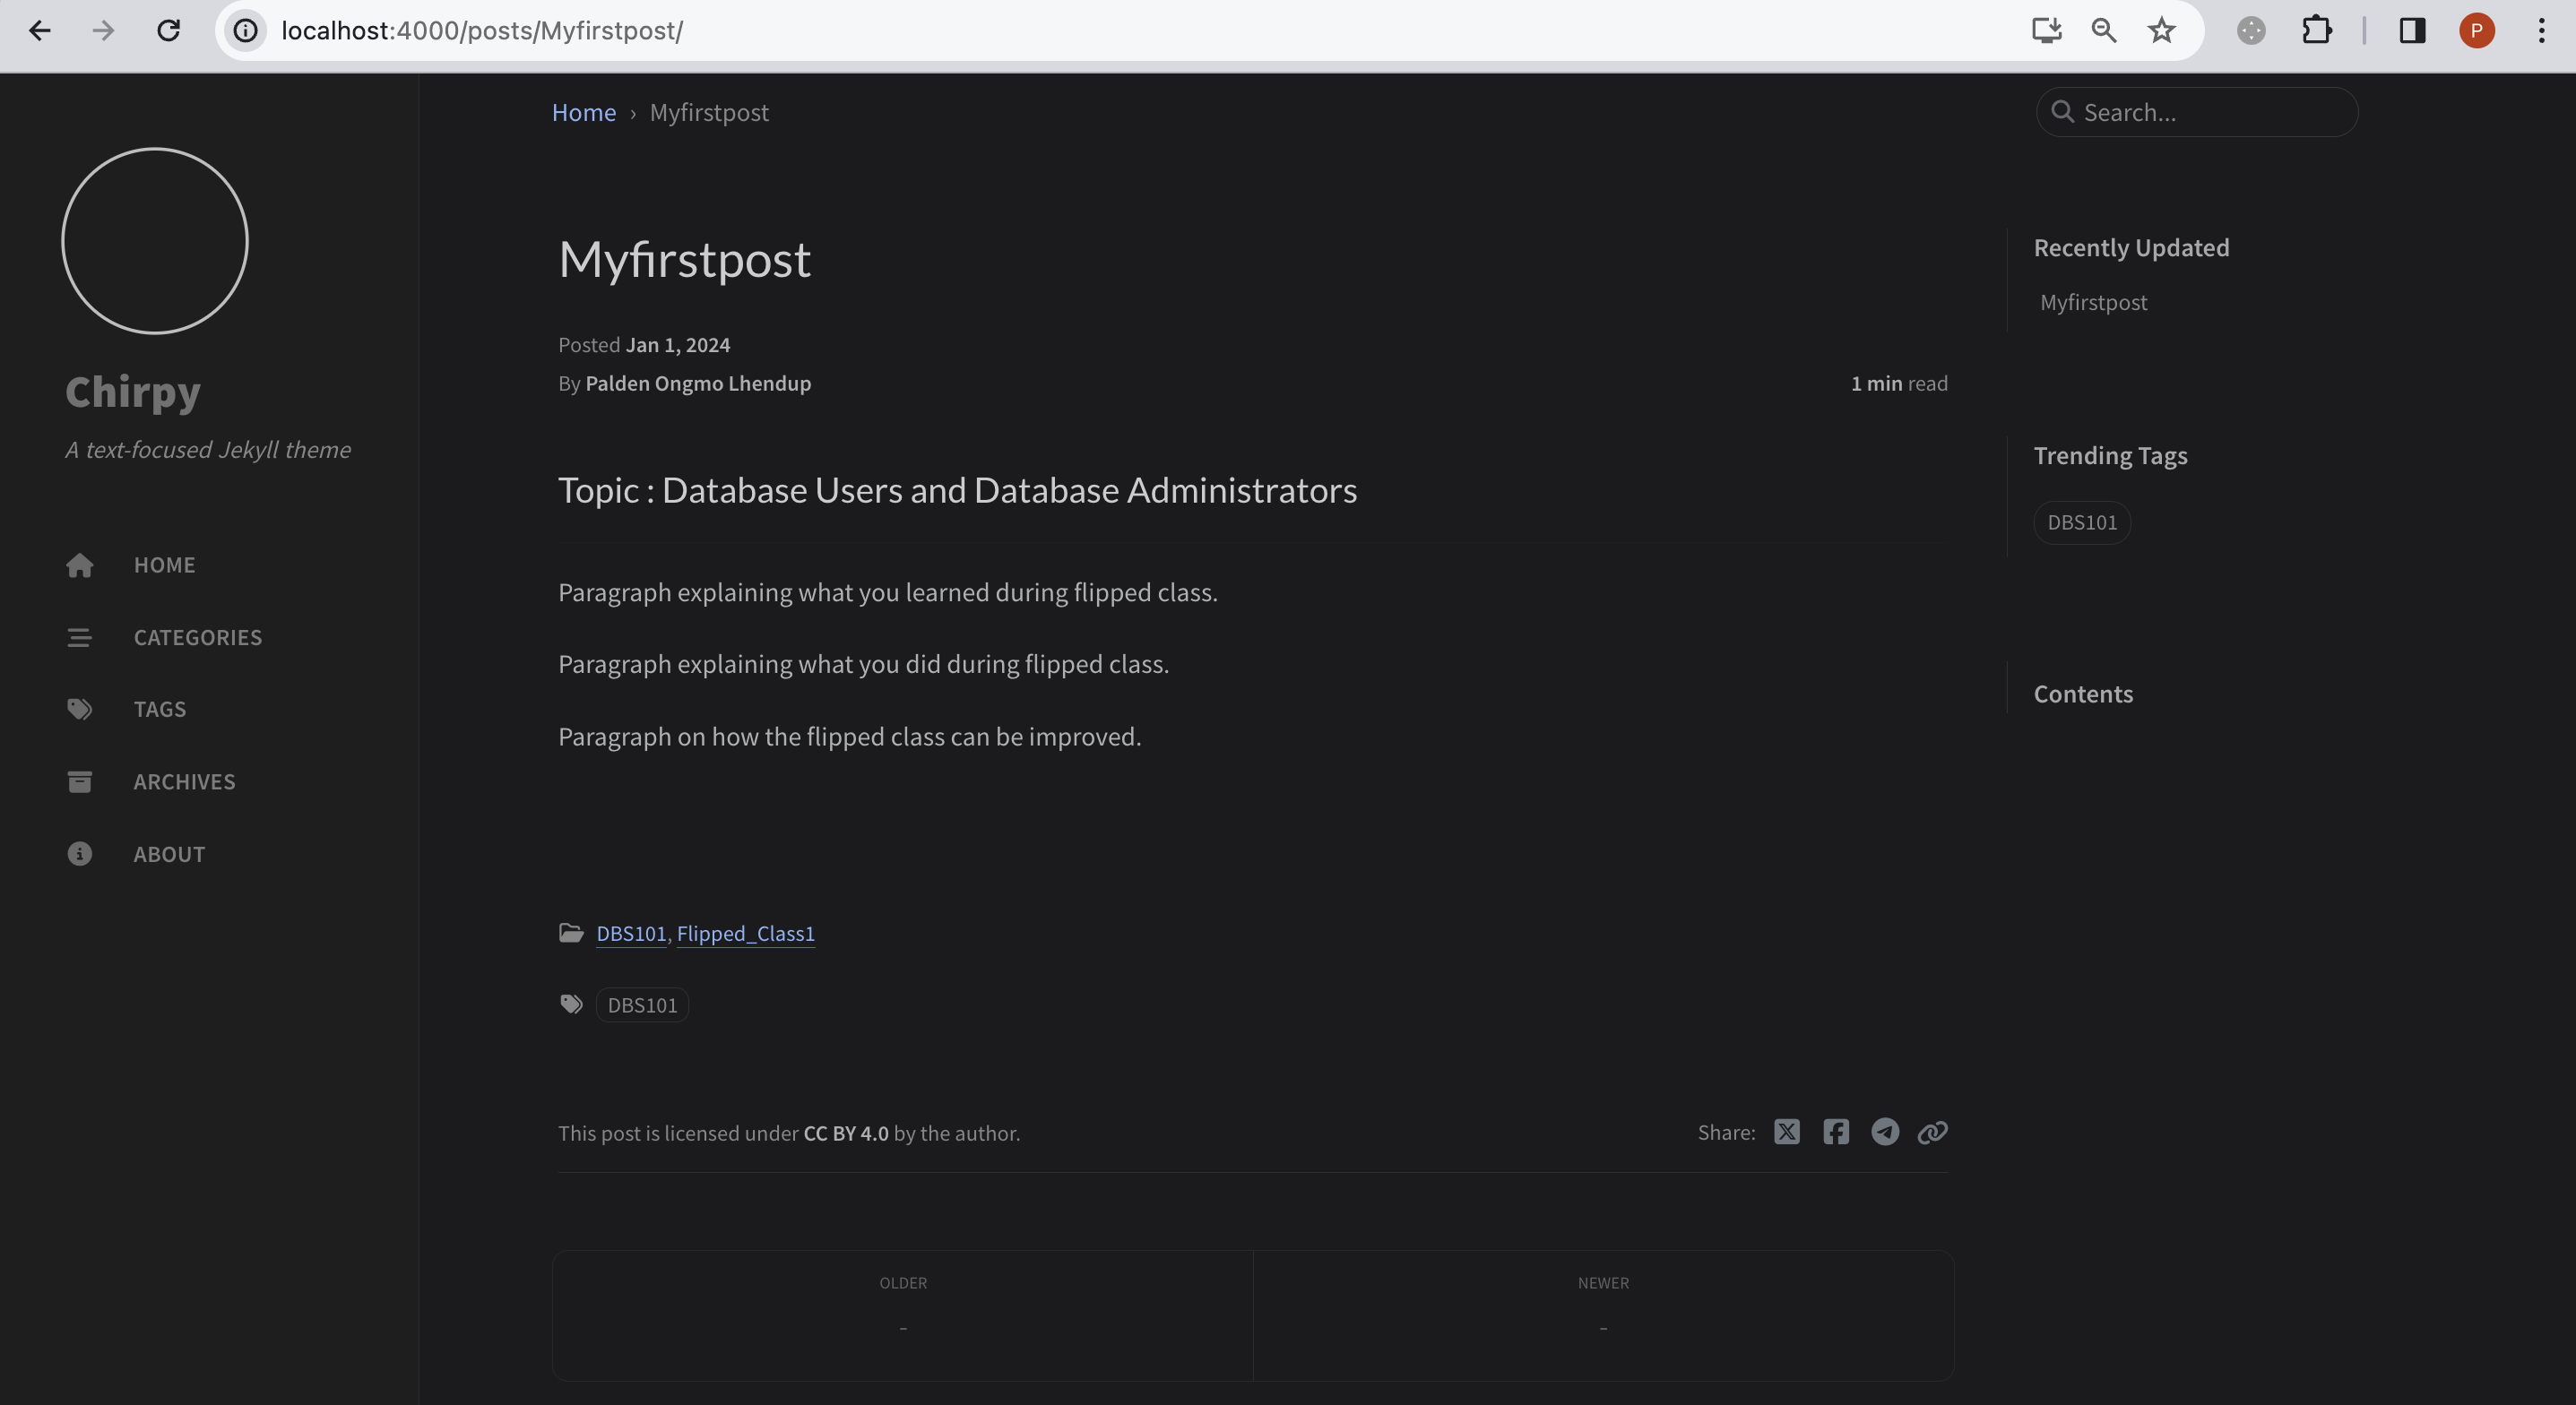 localhost:4000/posts/Myfirstpost/
P
Home › Myfirstpost
Search...
Chirpy
A text-focused Jekyll theme
HOME
CATEGORIES
TAGS
ARCHIVES
ABOUT
Myfirstpost
Posted Jan 1, 2024
By Palden Ongmo Lhendup
1 min read
Topic : Database Users and Database Administrators
Paragraph explaining what you learned during flipped class.
Paragraph explaining what you did during flipped class.
Paragraph on how the flipped class can be improved.
DBS101, Flipped_Class1
DBS101
This post is licensed under CC BY 4.0 by the author.
Share:
OLDER
-
NEWER
-
Recently Updated
Myfirstpost
Trending Tags
DBS101
Contents